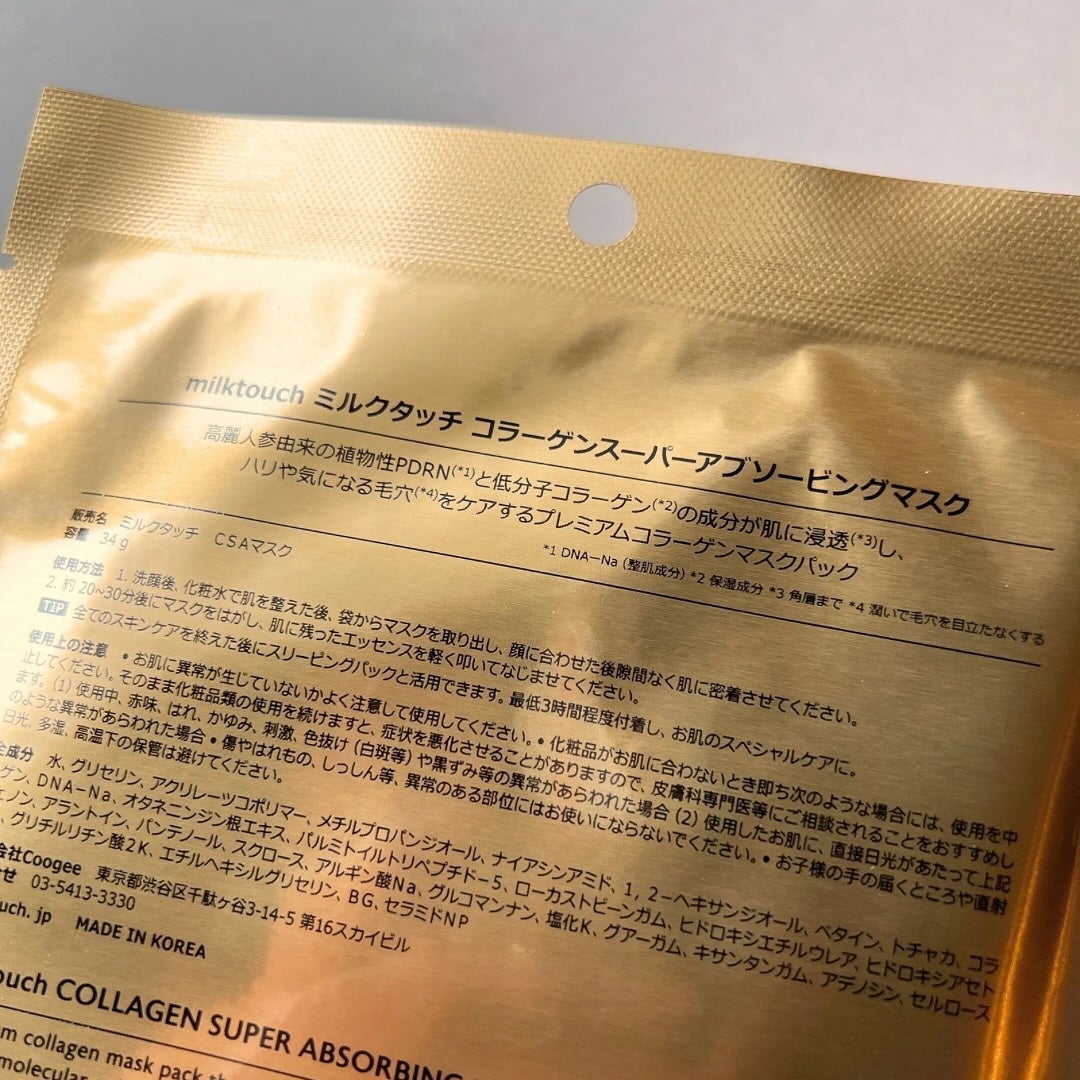 milktouch ミルクタッチ コラーゲンスーパーアブソービングマスク
高麗人参由来の植物性PDRN(*1)と低分子コラーゲン(*2)の成分が肌に浸透(*3)し、
ハリや気になる毛穴(*4)をケアするプレミアムコラーゲンマスクパック
*1 DNA-Na (整肌成分) *2 保湿成分 *3 角層まで *4 潤いで毛穴を目立たなくする
販売名 ミルクタッチ CSAマスク
容量 34 g
使用方法 1. 洗顔後、化粧水で肌を整えた後、袋からマスクを取り出し、顔に合わせた後隙間なく肌に密着させてください。
2. 約20~30分後にマスクをはがし、肌に残ったエッセンスを軽く叩いてなじませてください。
TIP 全てのスキンケアを終えた後にスリーピングパックと活用できます。最低3時間程度付着し、お肌のスペシャルケアに。
使用上の注意 • お肌に異常が生じていないかよく注意して使用してください。• 化粧品がお肌に合わないとき即ち次のような場合には、使用を中
止してください。そのまま化粧品類の使用を続けますと、症状を悪化させることがありますので、皮膚科専門医等にご相談されることをおすすめし
ます。(1) 使用中、赤味、はれ、かゆみ、刺激、色抜け (白斑等) や黒ずみ等の異常があらわれた場合 (2) 使用したお肌に、直接日光があたって上記
のような異常があらわれた場合 • 傷やはれもの、しっしん等、異常のある部位にはお使いにならないでください。• お子様の手の届くところや直射
日光、多湿、高温下の保管は避けてください。
全成分 水、グリセリン、アクリレーツコポリマー、メチルプロパンジオール、ナイアシンアミド、1,2-ヘキサンジオール、ベタイン、トチャカ、コラ
ーゲン、DNA-Na、オタネニンジン根エキス、パルミトイルトリペプチド-5、ローカストビーンガム、ヒドロキシエチルウレア、ヒドロキシアセト
フェノン、アラントイン、パンテノール、スクロース、アルギン酸Na、グルコマンナン、塩化K、グアーガム、キサンタンガム、アデノシン、セルロース
、グリチルリチン酸2K、エチルヘキシルグリセリン、BG、セラミドNP
会社Coogee 東京都渋谷区千駄ヶ谷3-14-5 第16スカイビル
せ 03-5413-3330
ouch.jp MADE IN KOREA
ouch COLLAGEN SUPER ABSORBING
m collagen mask pack
molecular